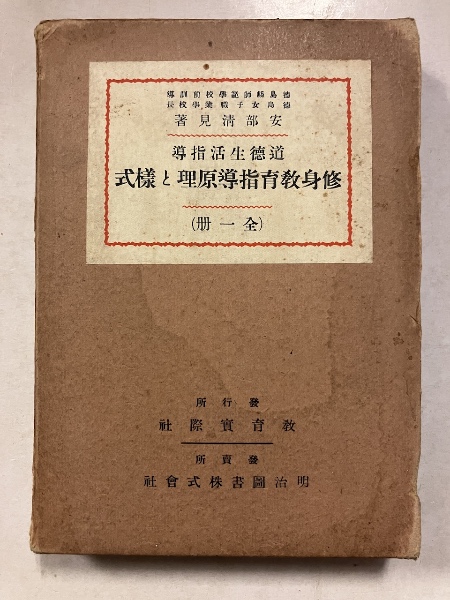 德島縣師範學校前訓導
德島女子職業學校長
安部淸見著
道德生活指導
修身教育指導原理と樣式
(全一册)
發行所
教育實際社
發賣所
明治圖書株式會社